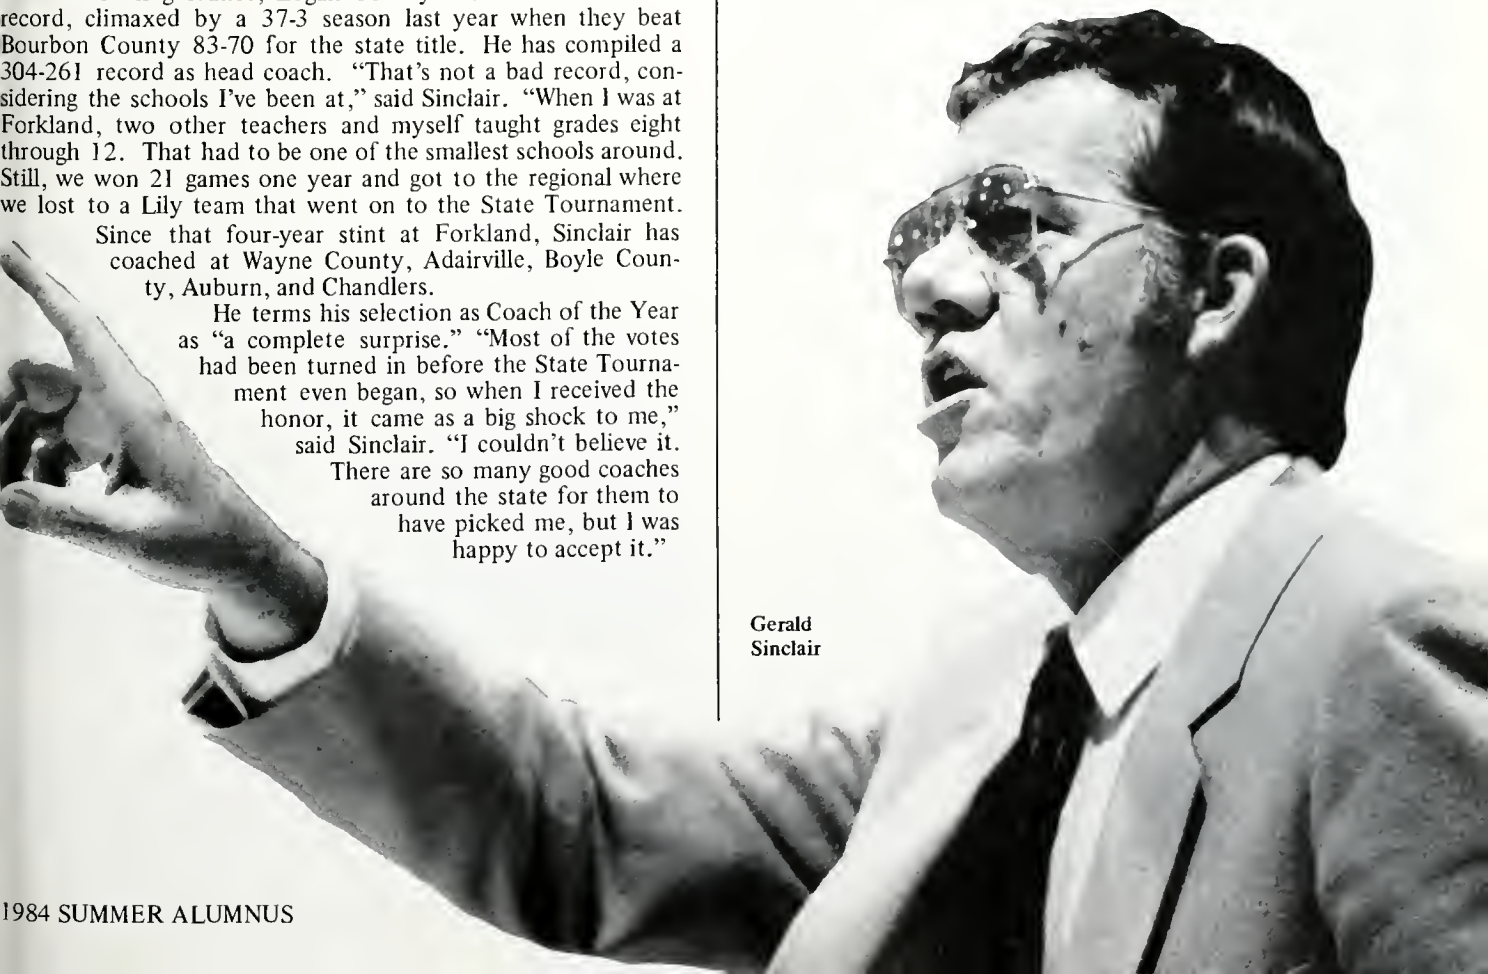 record, climaxed by a 37-3 season last year when they beat
Bourbon County 83-70 for the state title. He has compiled a
304-261 record as head coach. “That’s not a bad record, con-
sidering the schools I’ve been at,” said Sinclair. “When I was at
Forkland, two other teachers and myself taught grades eight
through 12. That had to be one of the smallest schools around.
Still, we won 21 games one year and got to the regional where
we lost to a Lily team that went on to the State Tournament.
Since that four-year stint at Forkland, Sinclair has
coached at Wayne County, Adairville, Boyle Coun-
ty, Auburn, and Chandlers.
He terms his selection as Coach of the Year
as “a complete surprise.” “Most of the votes
had been turned in before the State Tourna-
ment even began, so when I received the
honor, it came as a big shock to me,”
said Sinclair. “I couldn’t believe it.
There are so many good coaches
around the state for them to
have picked me, but I was
happy to accept it.”
Gerald
Sinclair
1984 SUMMER ALUMNUS